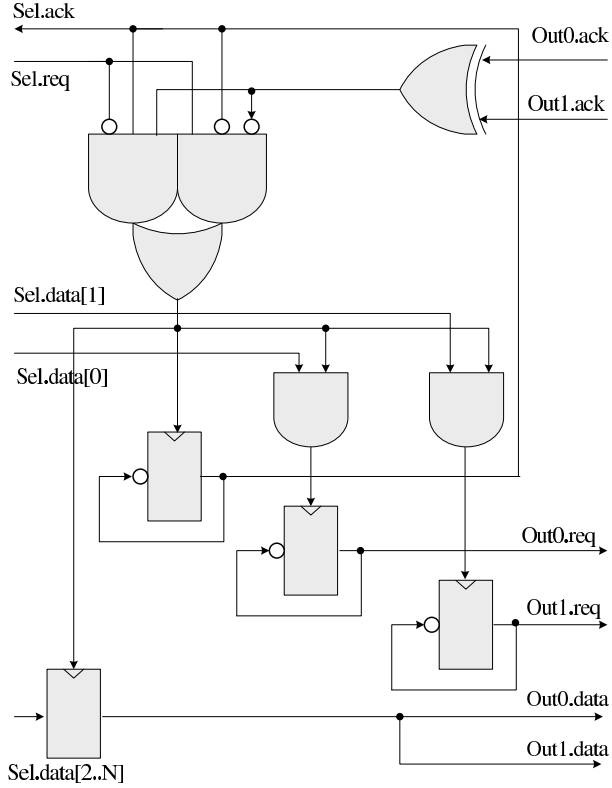 Sel.ack
Out0.ack
Sel.req
Out1.ack
Sel.data[1]
Sel.data[0]
Out0.req
Out1.req
Out0.data
Out1.data
Sel.data[2..N]